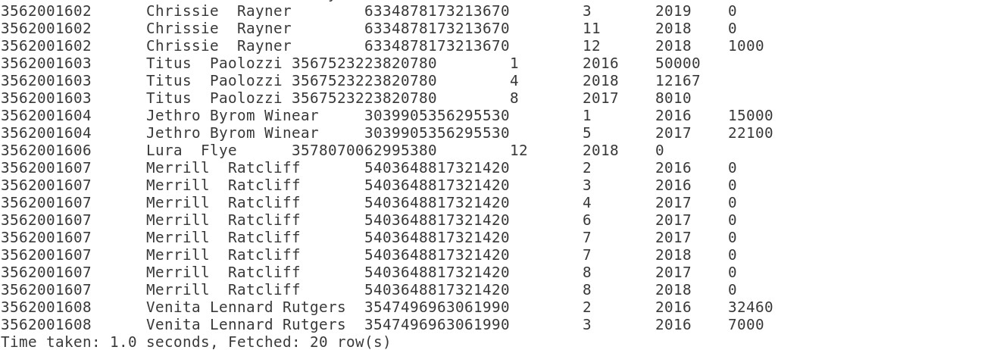 3562001602 Chrissie  Rayner 6334878173213670 3 2019 0
3562001602 Chrissie  Rayner 6334878173213670 11 2018 0
3562001602 Chrissie  Rayner 6334878173213670 12 2018 1000
3562001603 Titus  Paolozzi 3567523223820780 1 2016 50000
3562001603 Titus  Paolozzi 3567523223820780 4 2018 12167
3562001603 Titus  Paolozzi 3567523223820780 8 2017 8010
3562001604 Jethro Byrom Winear 3039905356295530 1 2016 15000
3562001604 Jethro Byrom Winear 3039905356295530 5 2017 22100
3562001606 Lura  Flye 3578070062995380 12 2018 0
3562001607 Merrill  Ratcliff 5403648817321420 2 2016 0
3562001607 Merrill  Ratcliff 5403648817321420 3 2016 0
3562001607 Merrill  Ratcliff 5403648817321420 4 2017 0
3562001607 Merrill  Ratcliff 5403648817321420 6 2017 0
3562001607 Merrill  Ratcliff 5403648817321420 7 2017 0
3562001607 Merrill  Ratcliff 5403648817321420 7 2018 0
3562001607 Merrill  Ratcliff 5403648817321420 8 2017 0
3562001607 Merrill  Ratcliff 5403648817321420 8 2018 0
3562001608 Venita Lennard Rutgers 3547496963061990 2 2016 32460
3562001608 Venita Lennard Rutgers 3547496963061990 3 2016 7000
Time taken: 1.0 seconds, Fetched: 20 row(s)